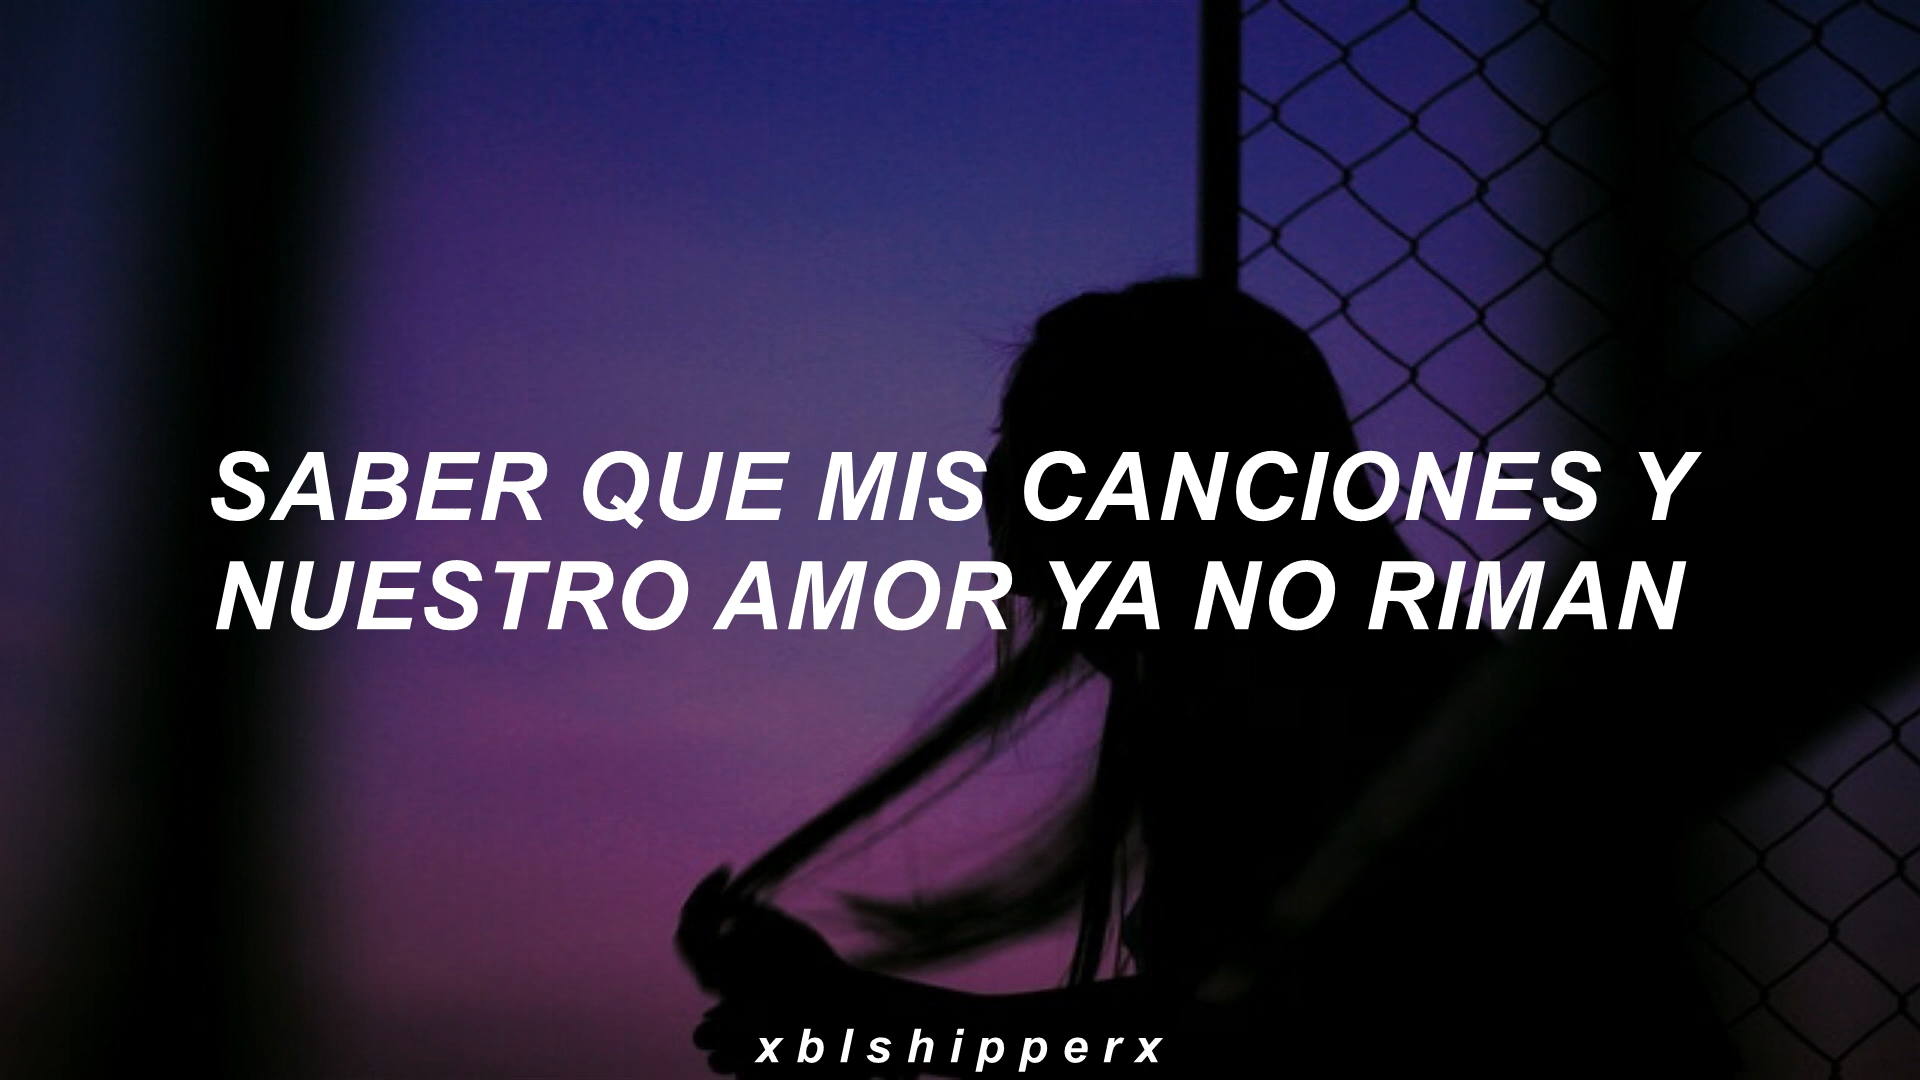 SABER QUE MIS CANCIONES Y
NUESTRO AMOR YA NO RIMAN
xblshipperx